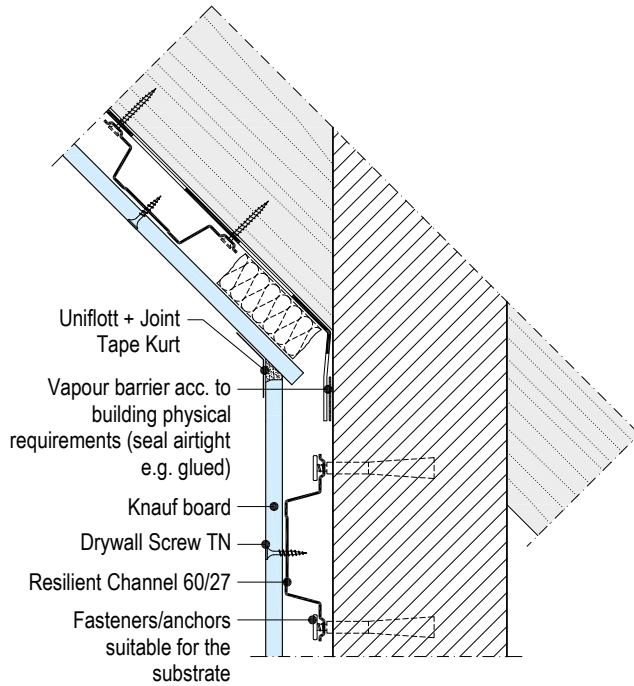 Uniflott + Joint
Tape Kurt
Vapour barrier acc. to
building physical
requirements (seal airtight
e.g. glued)
Knauf board
Drywall Screw TN
Resilient Channel 60/27
Fasteners/anchors
suitable for the
substrate